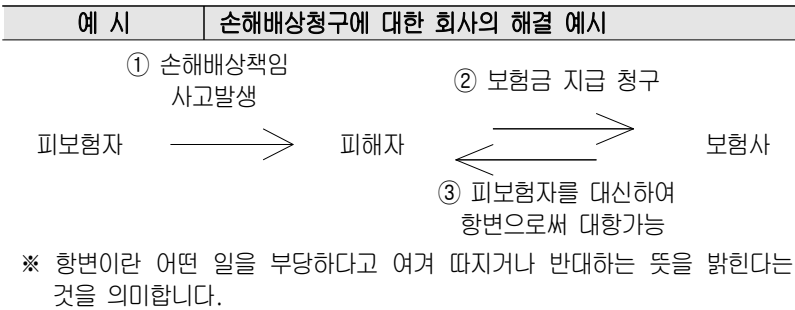 예 시 손해배상청구에 대한 회사의 해결 예시
① 손해배상책임
사고발생
② 보험금 지급 청구
피보험자 피해자 보험사
③ 피보험자를 대신하여
항변으로써 대항가능
※ 항변이란 어떤 일을 부당하다고 여겨 따지거나 반대하는 뜻을 밝힌다는
것을 의미합니다.